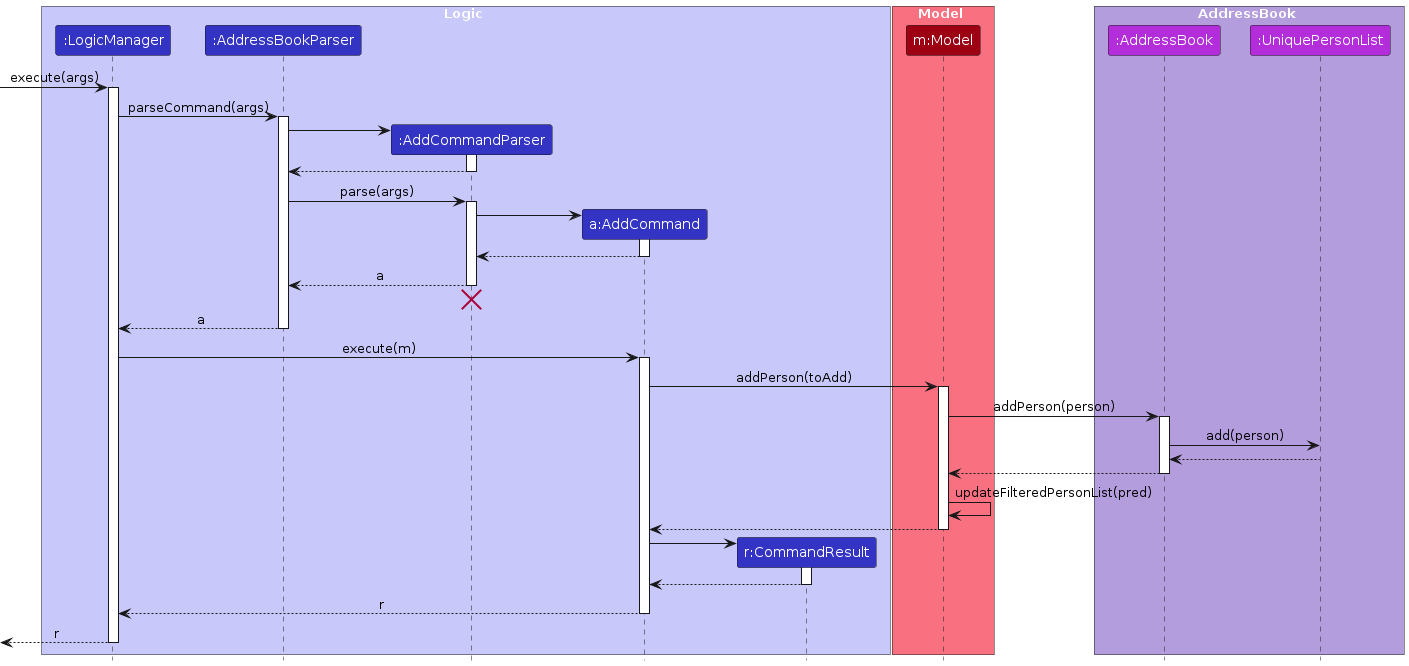 Logic
Model
AddressBook
:LogicManager
:AddressBookParser
m:Model
:AddressBook
:UniquePersonList
execute(args)
parseCommand(args)
:AddCommandParser
parse(args)
a:AddCommand
a
a
execute(m)
addPerson(toAdd)
addPerson(person)
add(person)
updateFilteredPersonList(pred)
r:CommandResult
r
r